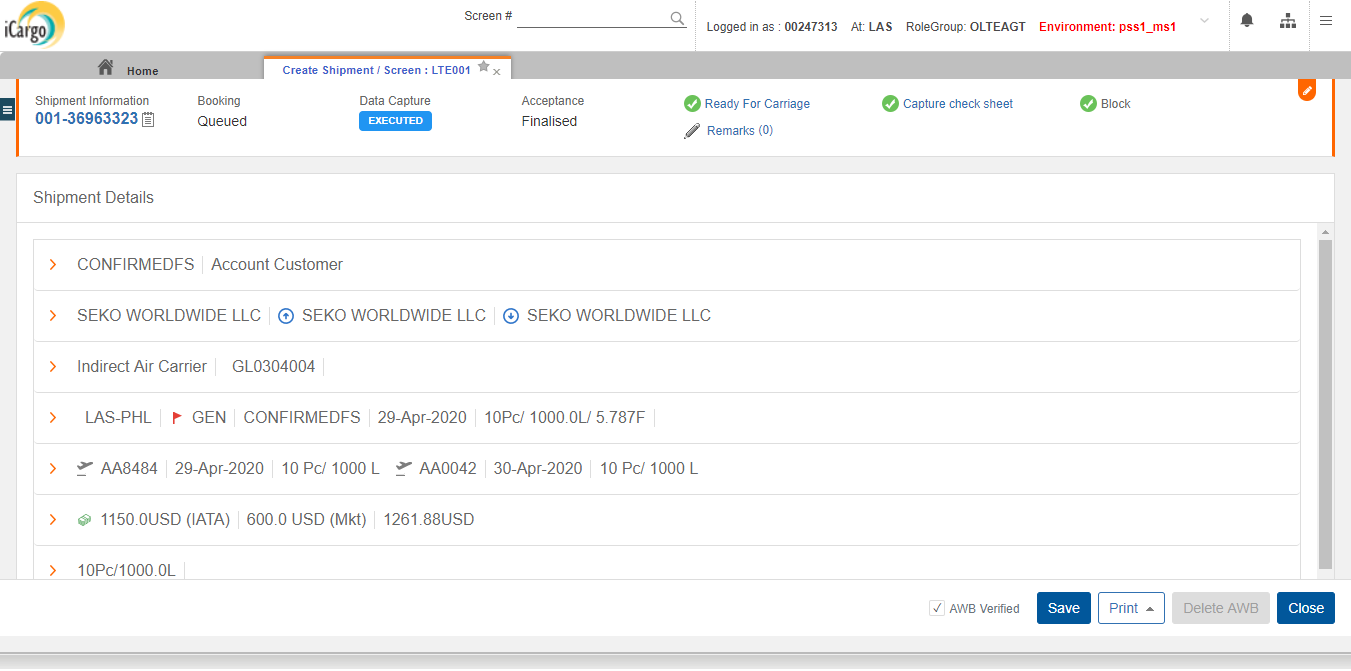 iCargo
Screen #
Logged in as : 00247313 At: LAS RoleGroup: OLTEAGT Environment: pss1_ms1
Home
Create Shipment / Screen : LTE001
Shipment Information Booking Data Capture Acceptance Ready For Carriage Capture check sheet Block
001-36963323 Queued EXECUTED Finalised Remarks (0)
Shipment Details
CONFIRMEDFS Account Customer
SEKO WORLDWIDE LLC SEKO WORLDWIDE LLC SEKO WORLDWIDE LLC
Indirect Air Carrier GL0304004
LAS-PHL GEN CONFIRMEDFS 29-Apr-2020 10Pc/ 1000.0L/ 5.787F
AA8484 29-Apr-2020 10 Pc/ 1000 L AA0042 30-Apr-2020 10 Pc/ 1000 L
1150.0USD (IATA) 600.0 USD (Mkt) 1261.88USD
10Pc/1000.0L
AWB Verified Save Print Delete AWB Close